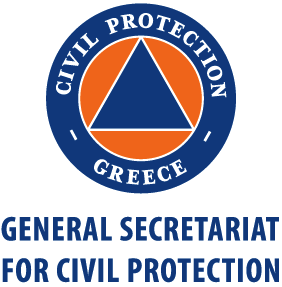 CIVIL PROTECTION
- GREECE -
GENERAL SECRETARIAT
FOR CIVIL PROTECTION